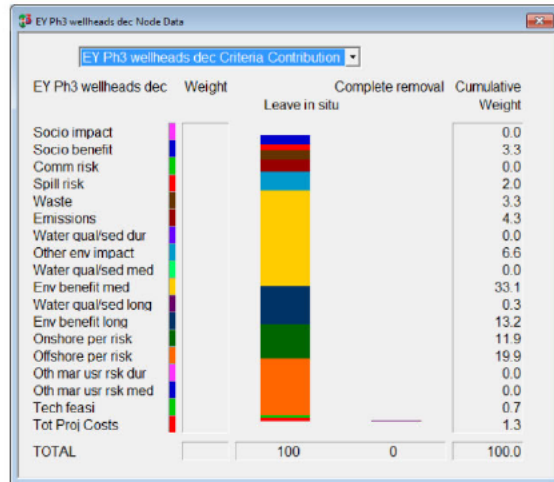 EY Ph3 wellheads dec Node Data
EY Ph3 wellheads dec Criteria Contribution
EY Ph3 wellheads dec Weight Complete removal Cumulative
Leave in situ Weight
Socio impact 0.0
Socio benefit 3.3
Comm risk 0.0
Spill risk 2.0
Waste 3.3
Emissions 4.3
Water qual/sed dur 0.0
Other env impact 6.6
Water qual/sed med 0.0
Env benefit med 33.1
Water qual/sed long 0.3
Env benefit long 13.2
Onshore per risk 11.9
Offshore per risk 19.9
Oth mar usr rsk dur 0.0
Oth mar usr rsk med 0.0
Tech feasi 0.7
Tot Proj Costs 1.3
TOTAL 100 0 100.0